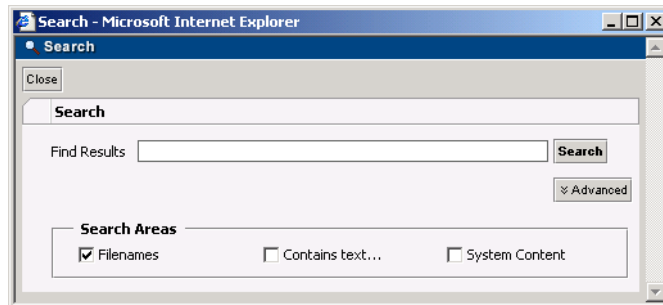 Search - Microsoft Internet Explorer
Search
Close
Search
Find Results Search
Advanced
Search Areas
Filenames Contains text... System Content